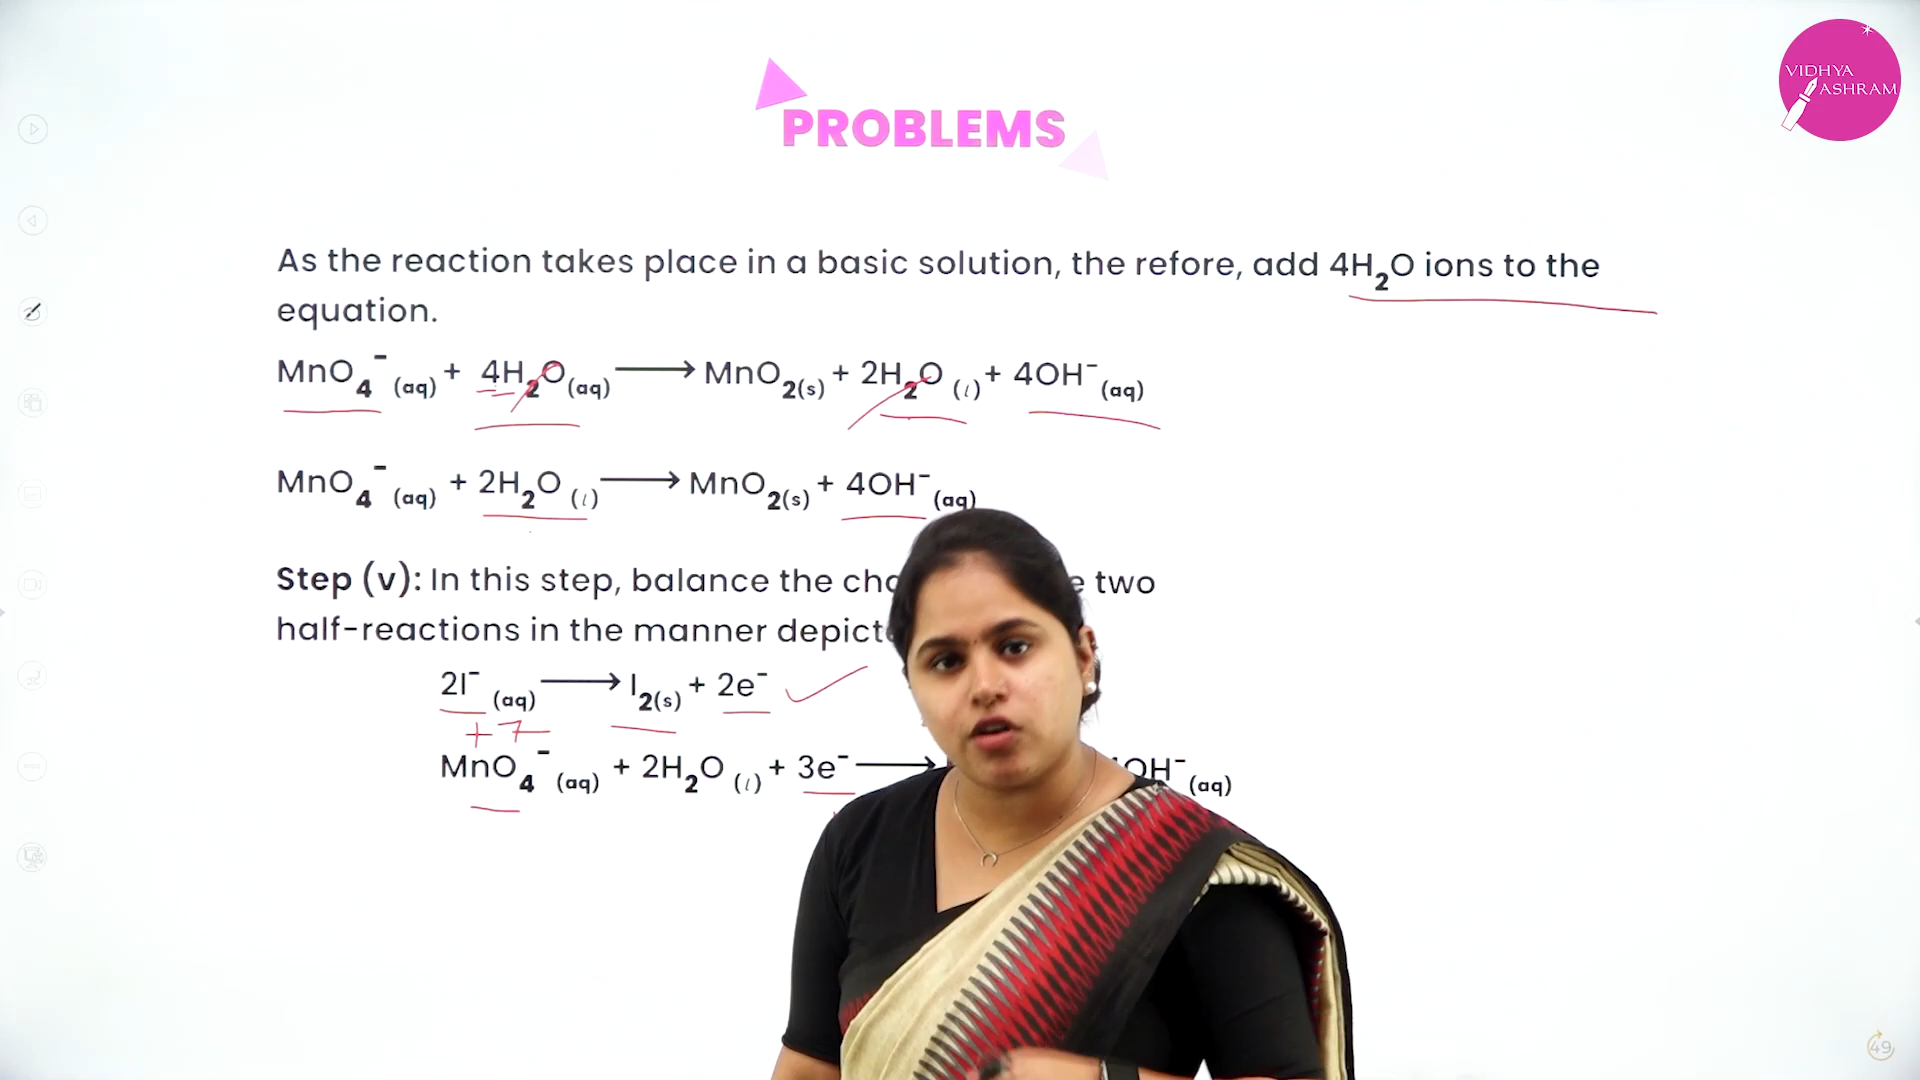 VIDHYA
ASHRAM
PROBLEMS
As the reaction takes place in a basic solution, the refore, add 4H₂O ions to the
equation.
MnO₄⁻ (aq) + 4H₂O(aq) ⟶ MnO₂(s) + 2H₂O (l) + 4OH⁻(aq)
MnO₄⁻ (aq) + 2H₂O (l) ⟶ MnO₂(s) + 4OH⁻(aq)
Step (v): In this step, balance the two
half-reactions in the manner
2I⁻ (aq) ⟶ I₂(s) + 2e⁻
+7
MnO₄⁻ (aq) + 2H₂O (l) + 3e⁻ ⟶ OH⁻(aq)
49